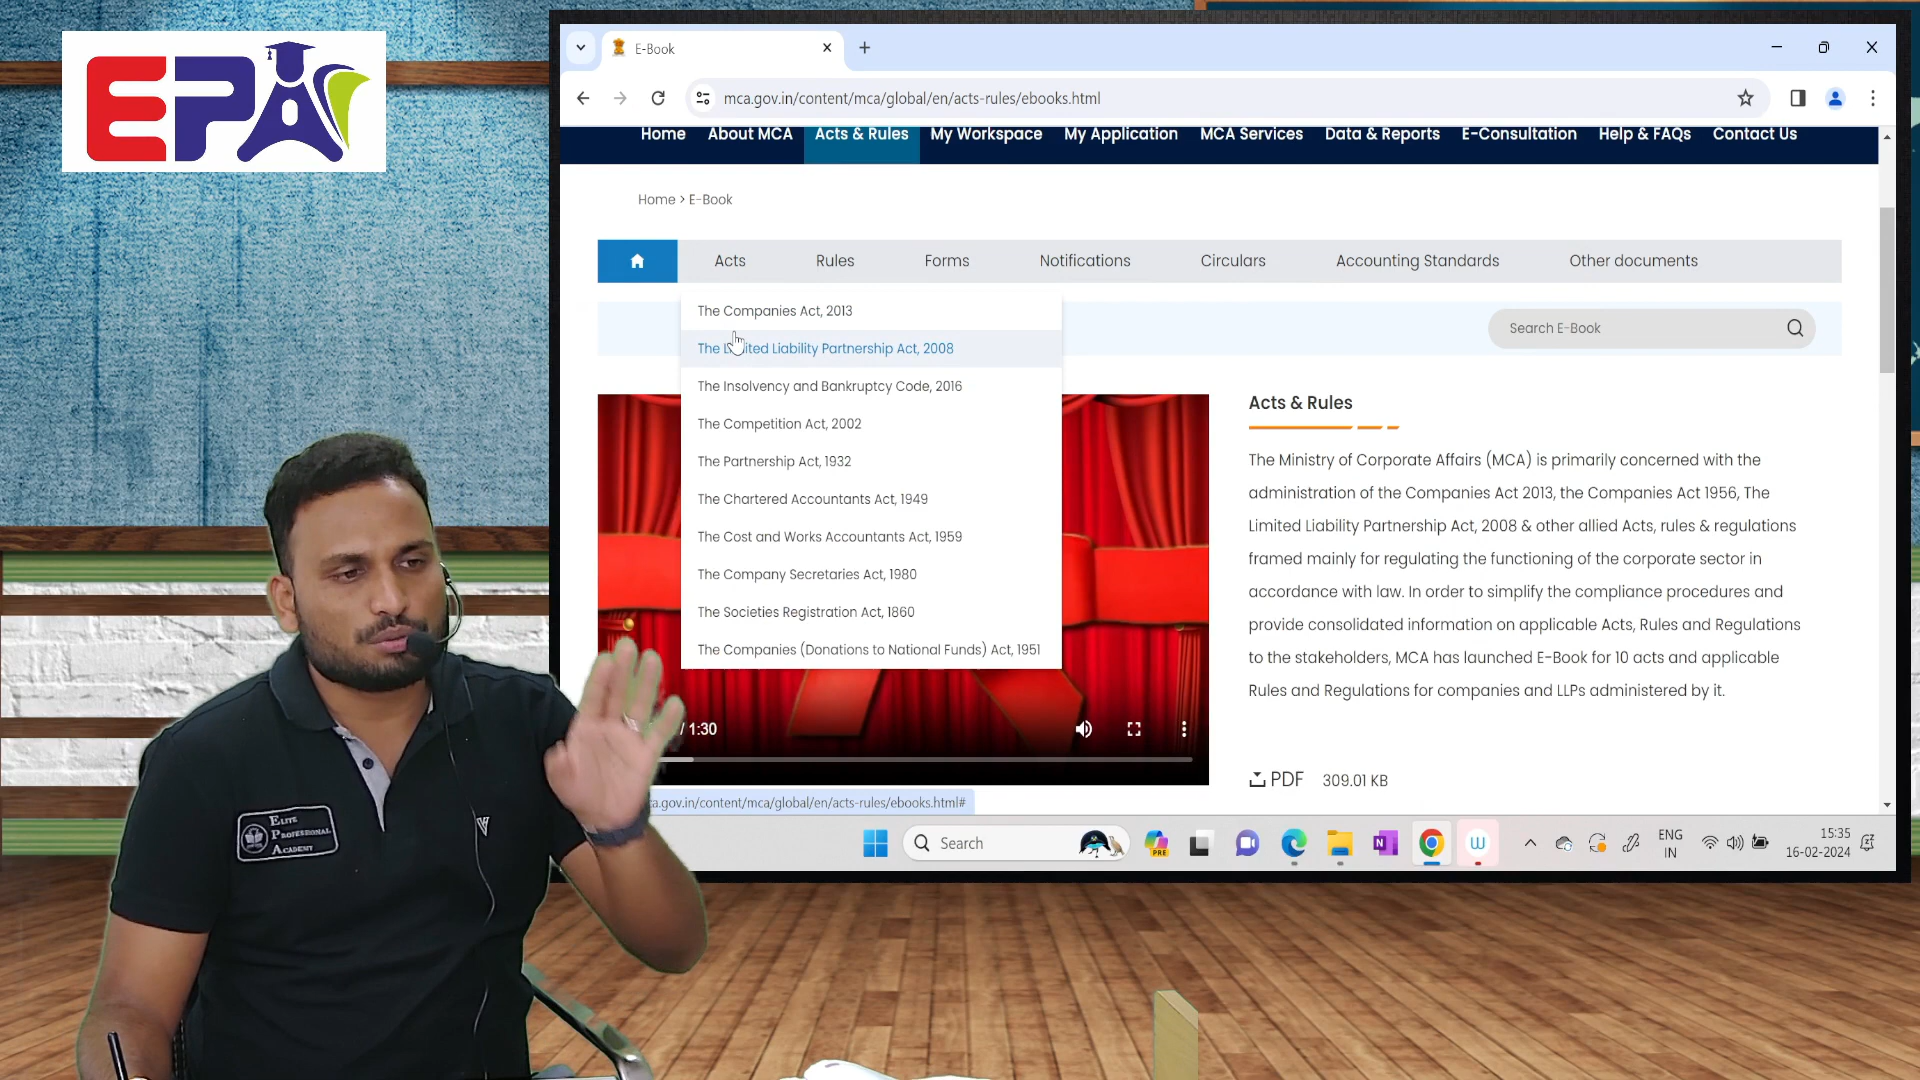 EPA
E-Book
mca.gov.in/content/mca/global/en/acts-rules/ebooks.html
Home About MCA Acts & Rules My Workspace My Application MCA Services Data & Reports E-Consultation Help & FAQs Contact Us
Home > E-Book
Acts Rules Forms Notifications Circulars Accounting Standards Other documents
The Companies Act, 2013
The Limited Liability Partnership Act, 2008
The Insolvency and Bankruptcy Code, 2016
The Competition Act, 2002
The Partnership Act, 1932
The Chartered Accountants Act, 1949
The Cost and Works Accountants Act, 1959
The Company Secretaries Act, 1980
The Societies Registration Act, 1860
The Companies (Donations to National Funds) Act, 1951
Search E-Book
Acts & Rules
The Ministry of Corporate Affairs (MCA) is primarily concerned with the
administration of the Companies Act 2013, the Companies Act 1956, The
Limited Liability Partnership Act, 2008 & other allied Acts, rules & regulations
framed mainly for regulating the functioning of the corporate sector in
accordance with law. In order to simplify the compliance procedures and
provide consolidated information on applicable Acts, Rules and Regulations
to the stakeholders, MCA has launched E-Book for 10 acts and applicable
Rules and Regulations for companies and LLPs administered by it.
PDF 309.01 KB
/ 1:30
ca.gov.in/content/mca/global/en/acts-rules/ebooks.html#
Search
PRE
N
W
ENG
IN
15:35
16-02-2024
ELITE
PROFESSIONAL
ACADEMY